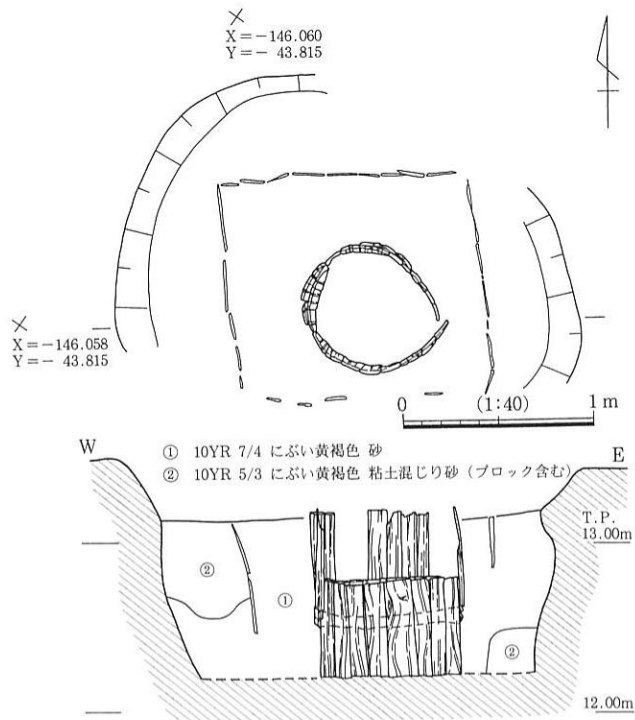 X=-146.060
Y=- 43.815
X=-146.058
Y=- 43.815
0 (1:40) 1 m
W
E
① 10YR 7/4 にぶい黄褐色 砂
② 10YR 5/3 にぶい黄褐色 粘土混じり砂 (ブロック含む)
T.P.
13.00m
②
①
②
12.00m